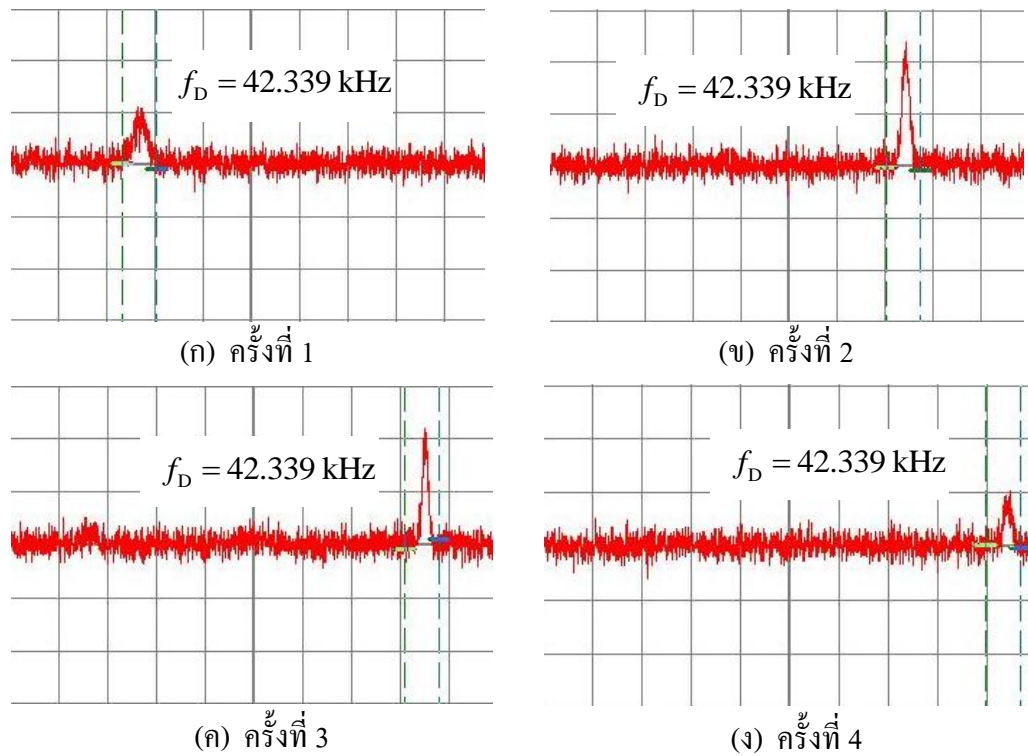 f_D = 42.339 kHz
f_D = 42.339 kHz
(ก) ครั้งที่ 1
(ข) ครั้งที่ 2
f_D = 42.339 kHz
f_D = 42.339 kHz
(ค) ครั้งที่ 3
(ง) ครั้งที่ 4